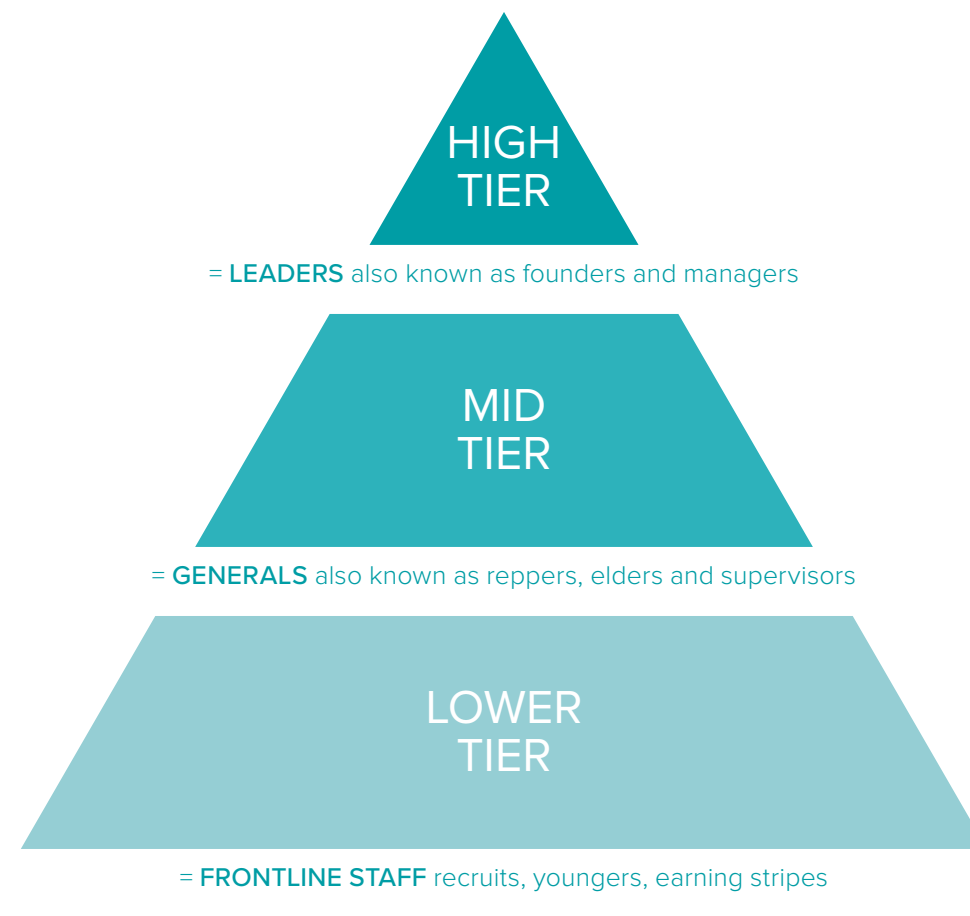 HIGH
TIER
= LEADERS also known as founders and managers
MID
TIER
= GENERALS also known as reppers, elders and supervisors
LOWER
TIER
= FRONTLINE STAFF recruits, youngers, earning stripes